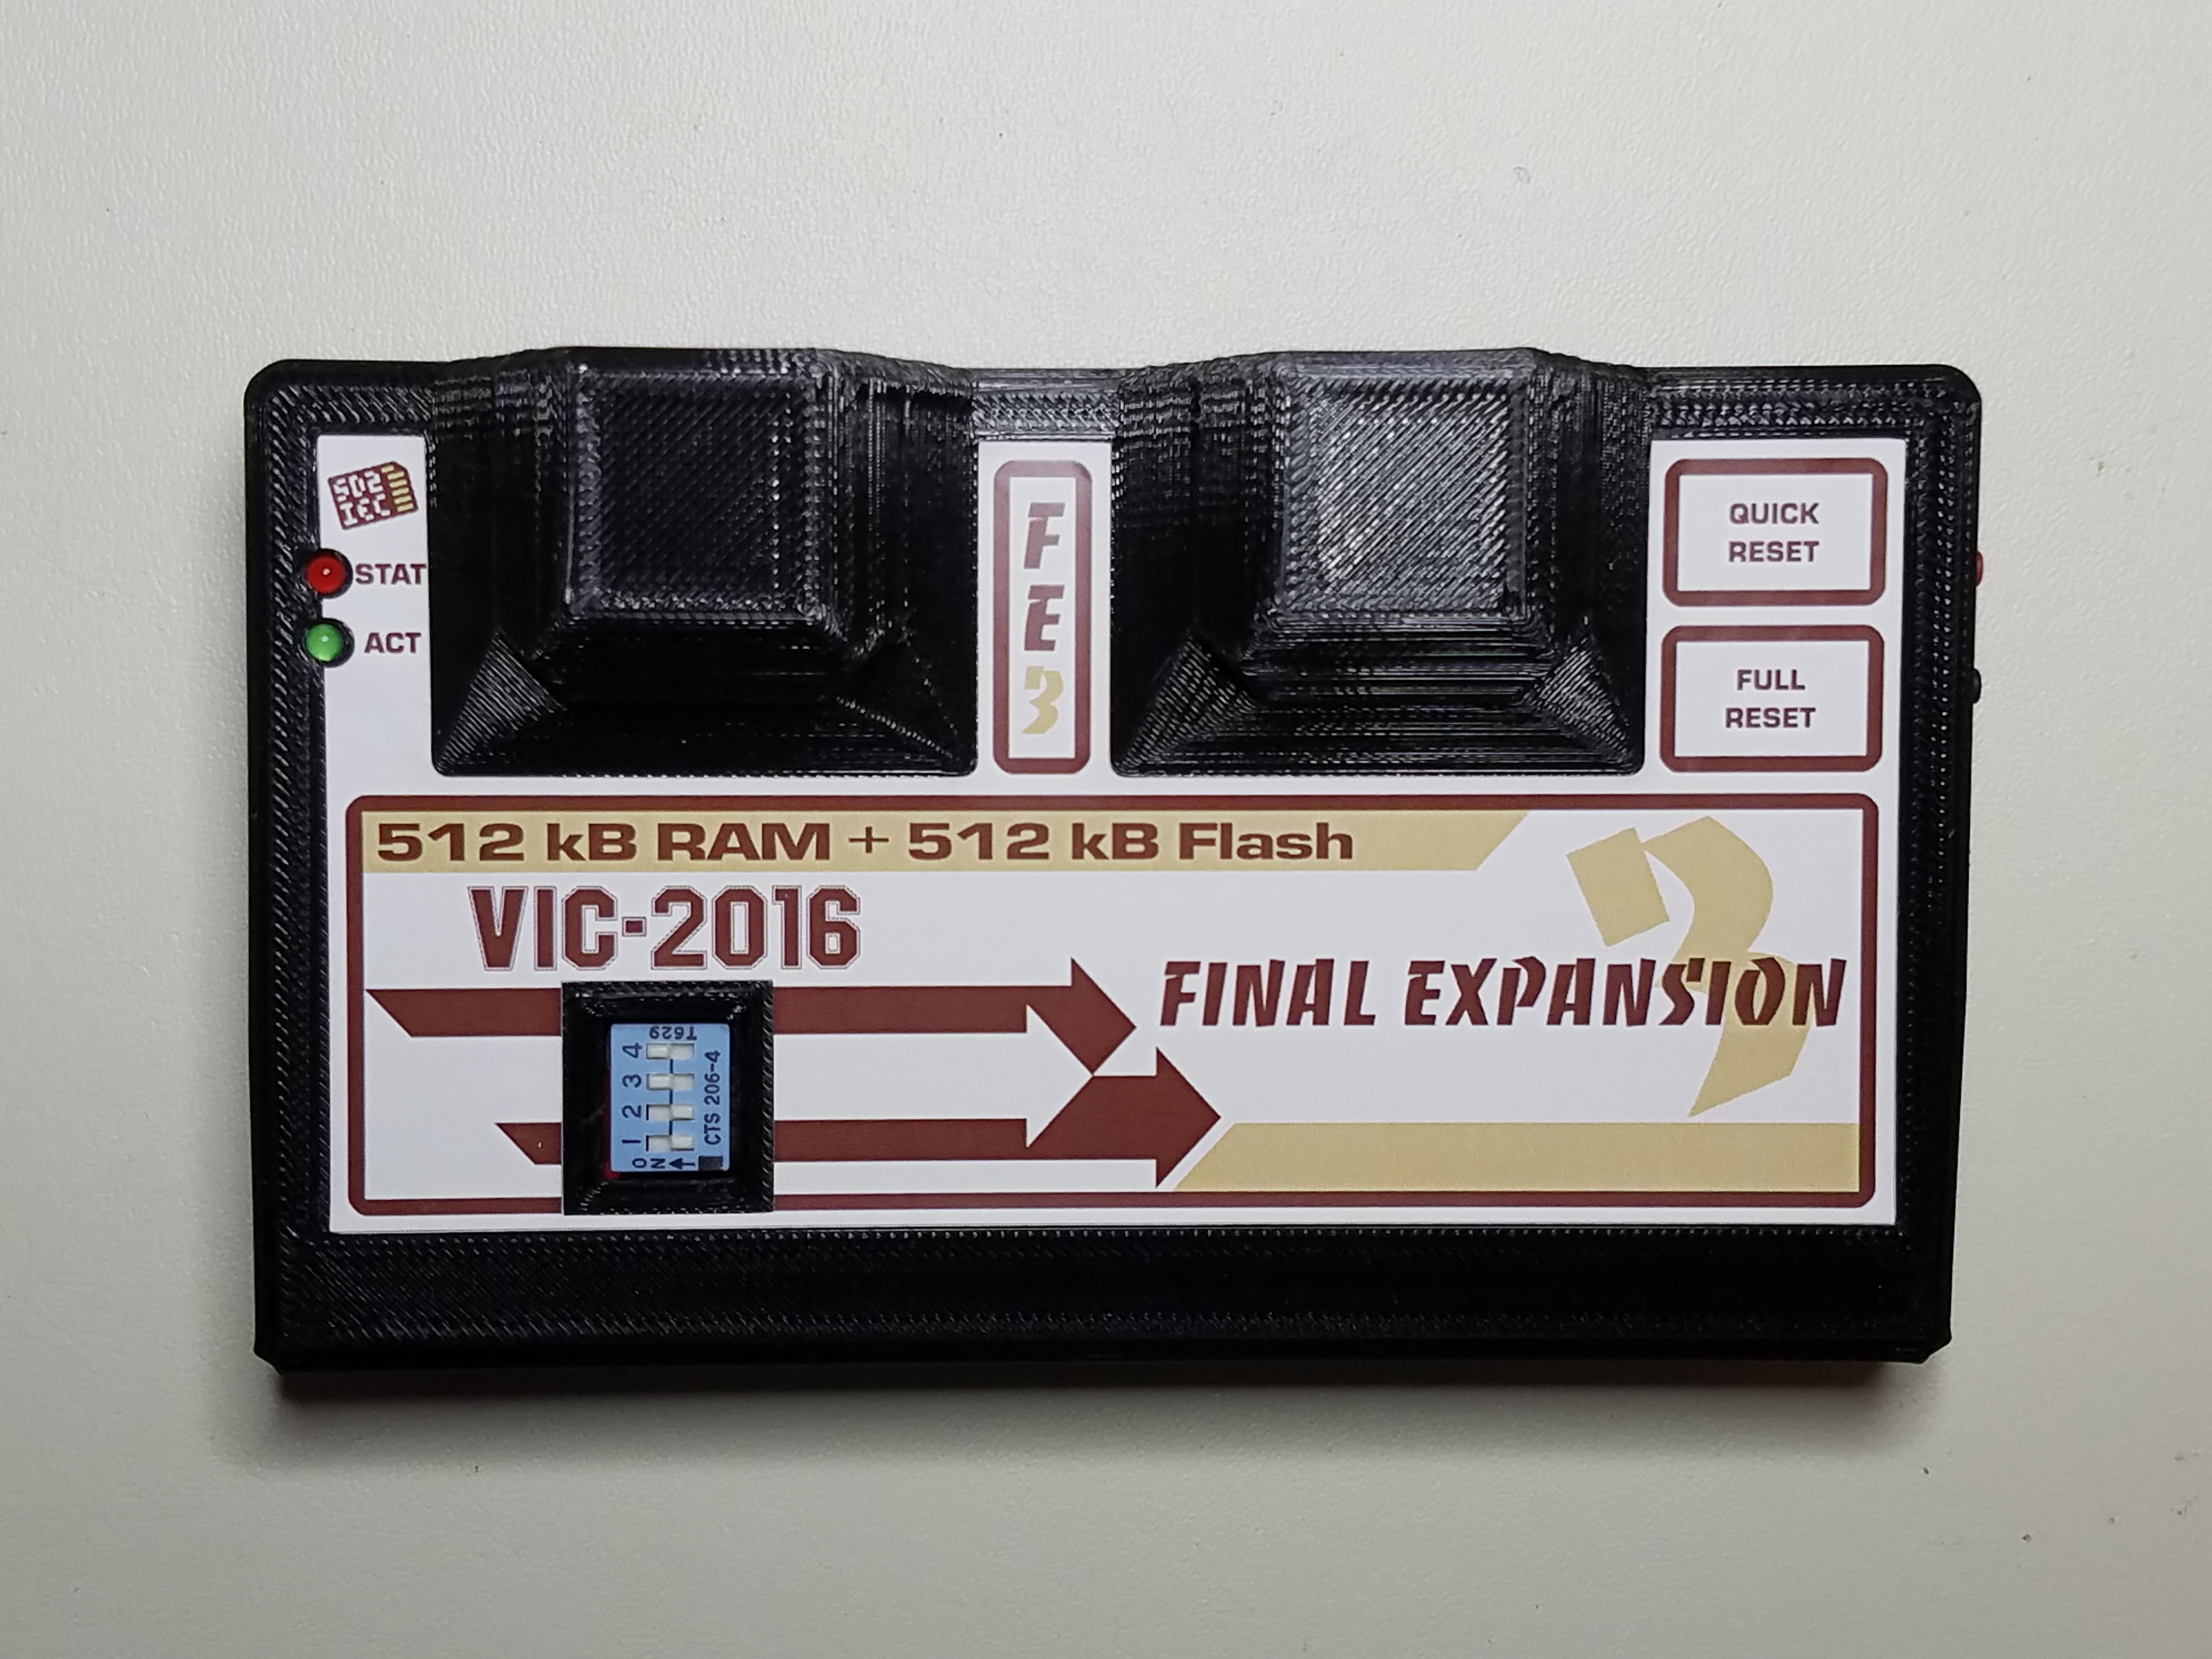 SD2
IEC
STAT
ACT
FE3
QUICK
RESET
FULL
RESET
512 kB RAM + 512 kB Flash
VIC-2016
FINAL EXPANSION
3
T629
1 2 3 4
CTS 206-4
ON